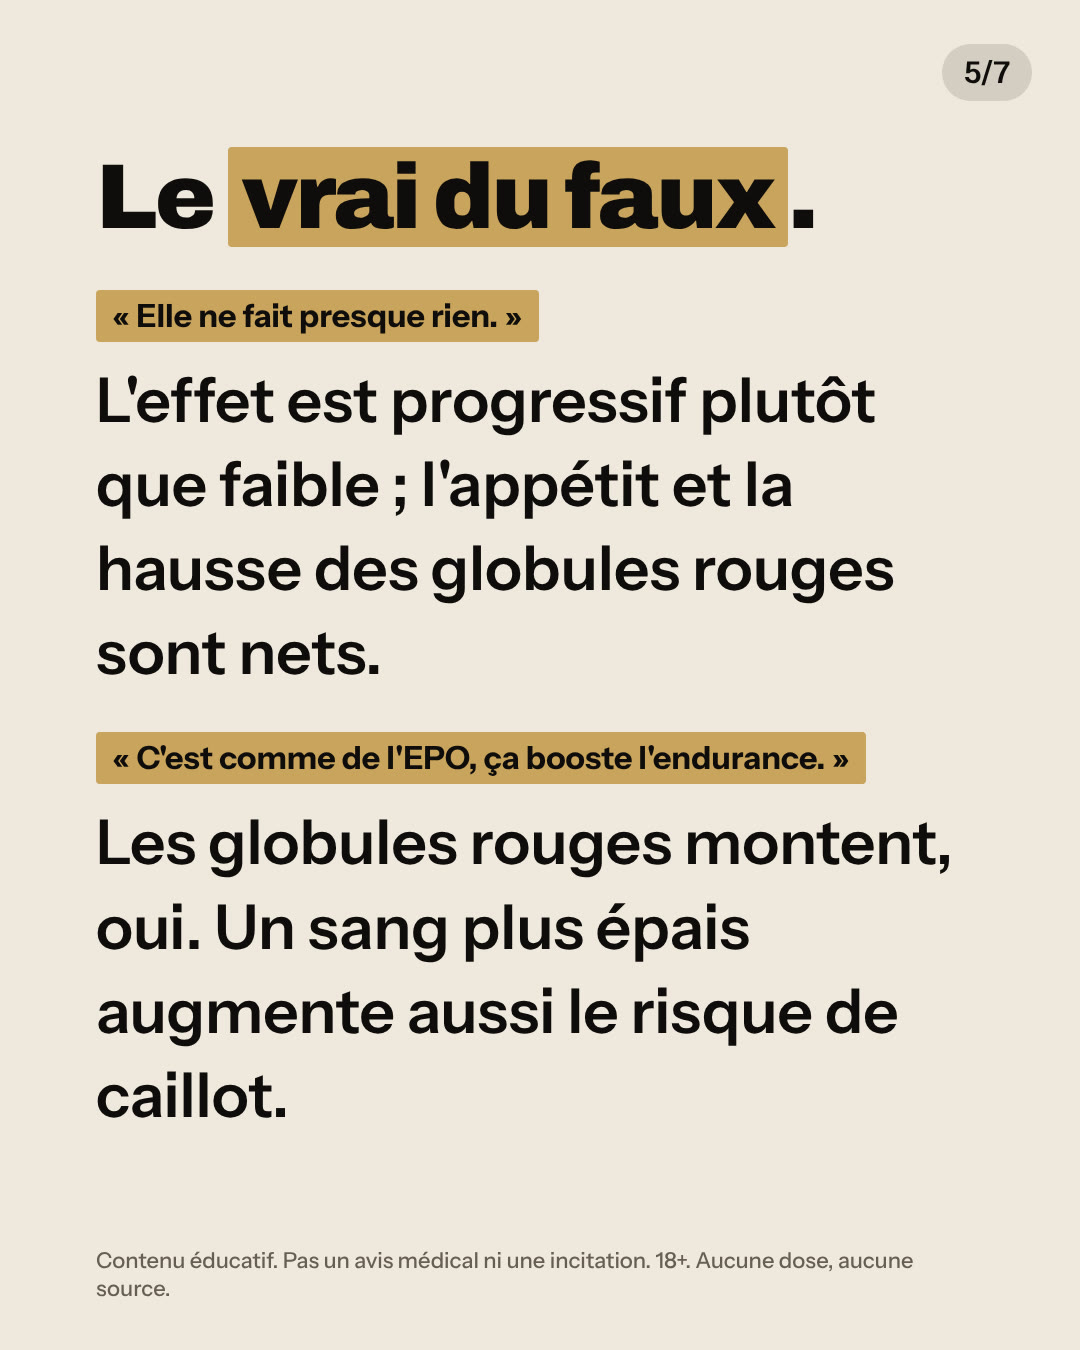 5/7
Le vrai du faux.
« Elle ne fait presque rien. »
L'effet est progressif plutôt
que faible ; l'appétit et la
hausse des globules rouges
sont nets.
« C'est comme de l'EPO, ça booste l'endurance. »
Les globules rouges montent,
oui. Un sang plus épais
augmente aussi le risque de
caillot.
Contenu éducatif. Pas un avis médical ni une incitation. 18+. Aucune dose, aucune
source.